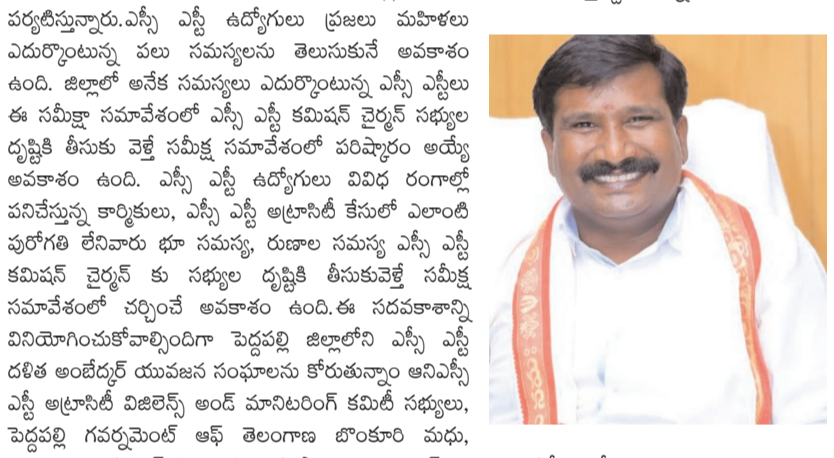 పర్యటిస్తున్నారు.ఎస్సీ ఎస్టీ ఉద్యోగులు ప్రజలు మహిళలు
ఎదుర్కొంటున్న పలు సమస్యలను తెలుసుకునే అవకాశం
ఉంది. జిల్లాలో అనేక సమస్యలు ఎదుర్కొంటున్న ఎస్సీ ఎస్టీలు
ఈ సమీక్షా సమావేశంలో ఎస్సీ ఎస్టీ కమిషన్ చైర్మన్ సభ్యుల
దృష్టికి తీసుకు వెళ్తే సమీక్ష సమావేశంలో పరిష్కారం అయ్యే
అవకాశం ఉంది. ఎస్సీ ఎస్టీ ఉద్యోగులు వివిధ రంగాల్లో
పనిచేస్తున్న కార్మికులు, ఎస్సీ ఎస్టీ అట్రాసిటీ కేసులో ఎలాంటి
పురోగతి లేనివారు భూ సమస్య, రుణాల సమస్య ఎస్సీ ఎస్టీ
కమిషన్ చైర్మన్ కు సభ్యుల దృష్టికి తీసుకువెళ్తే సమీక్ష
సమావేశంలో చర్చించే అవకాశం ఉంది.ఈ సదవకాశాన్ని
వినియోగించుకోవాల్సిందిగా పెద్దపల్లి జిల్లాలోని ఎస్సీ ఎస్టీ
దళిత అంబేద్కర్ యువజన సంఘాలను కోరుతున్నాం ఆనిఎస్సీ
ఎస్టీ అట్రాసిటీ విజిలెన్స్ అండ్ మానిటరింగ్ కమిటీ సభ్యులు,
పెద్దపల్లి గవర్నమెంట్ ఆఫ్ తెలంగాణ బొంకూరి మధు,